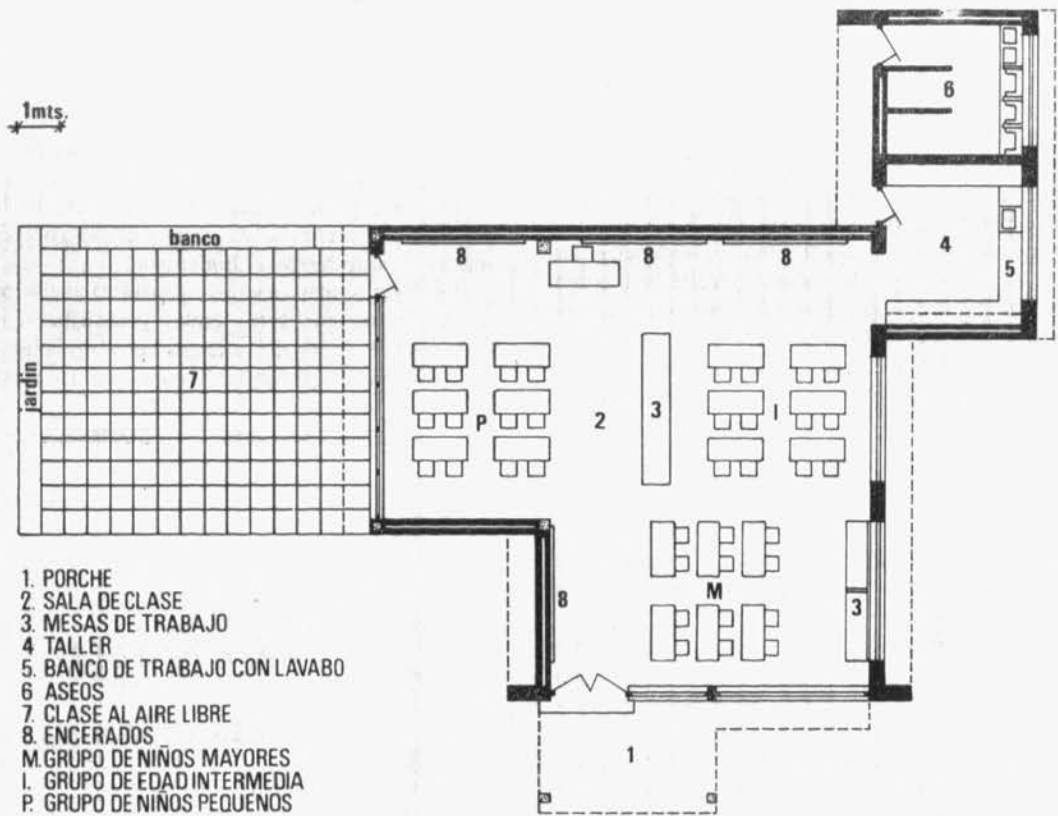 1mts.
6
banco
8
8
8
4
5
jardin
7
P
2
3
I
M
8
3
1
1. PORCHE
2. SALA DE CLASE
3. MESAS DE TRABAJO
4 TALLER
5. BANCO DE TRABAJO CON LAVABO
6 ASEOS
7. CLASE AL AIRE LIBRE
8. ENCERADOS
M. GRUPO DE NIÑOS MAYORES
I. GRUPO DE EDAD INTERMEDIA
P. GRUPO DE NIÑOS PEQUENOS